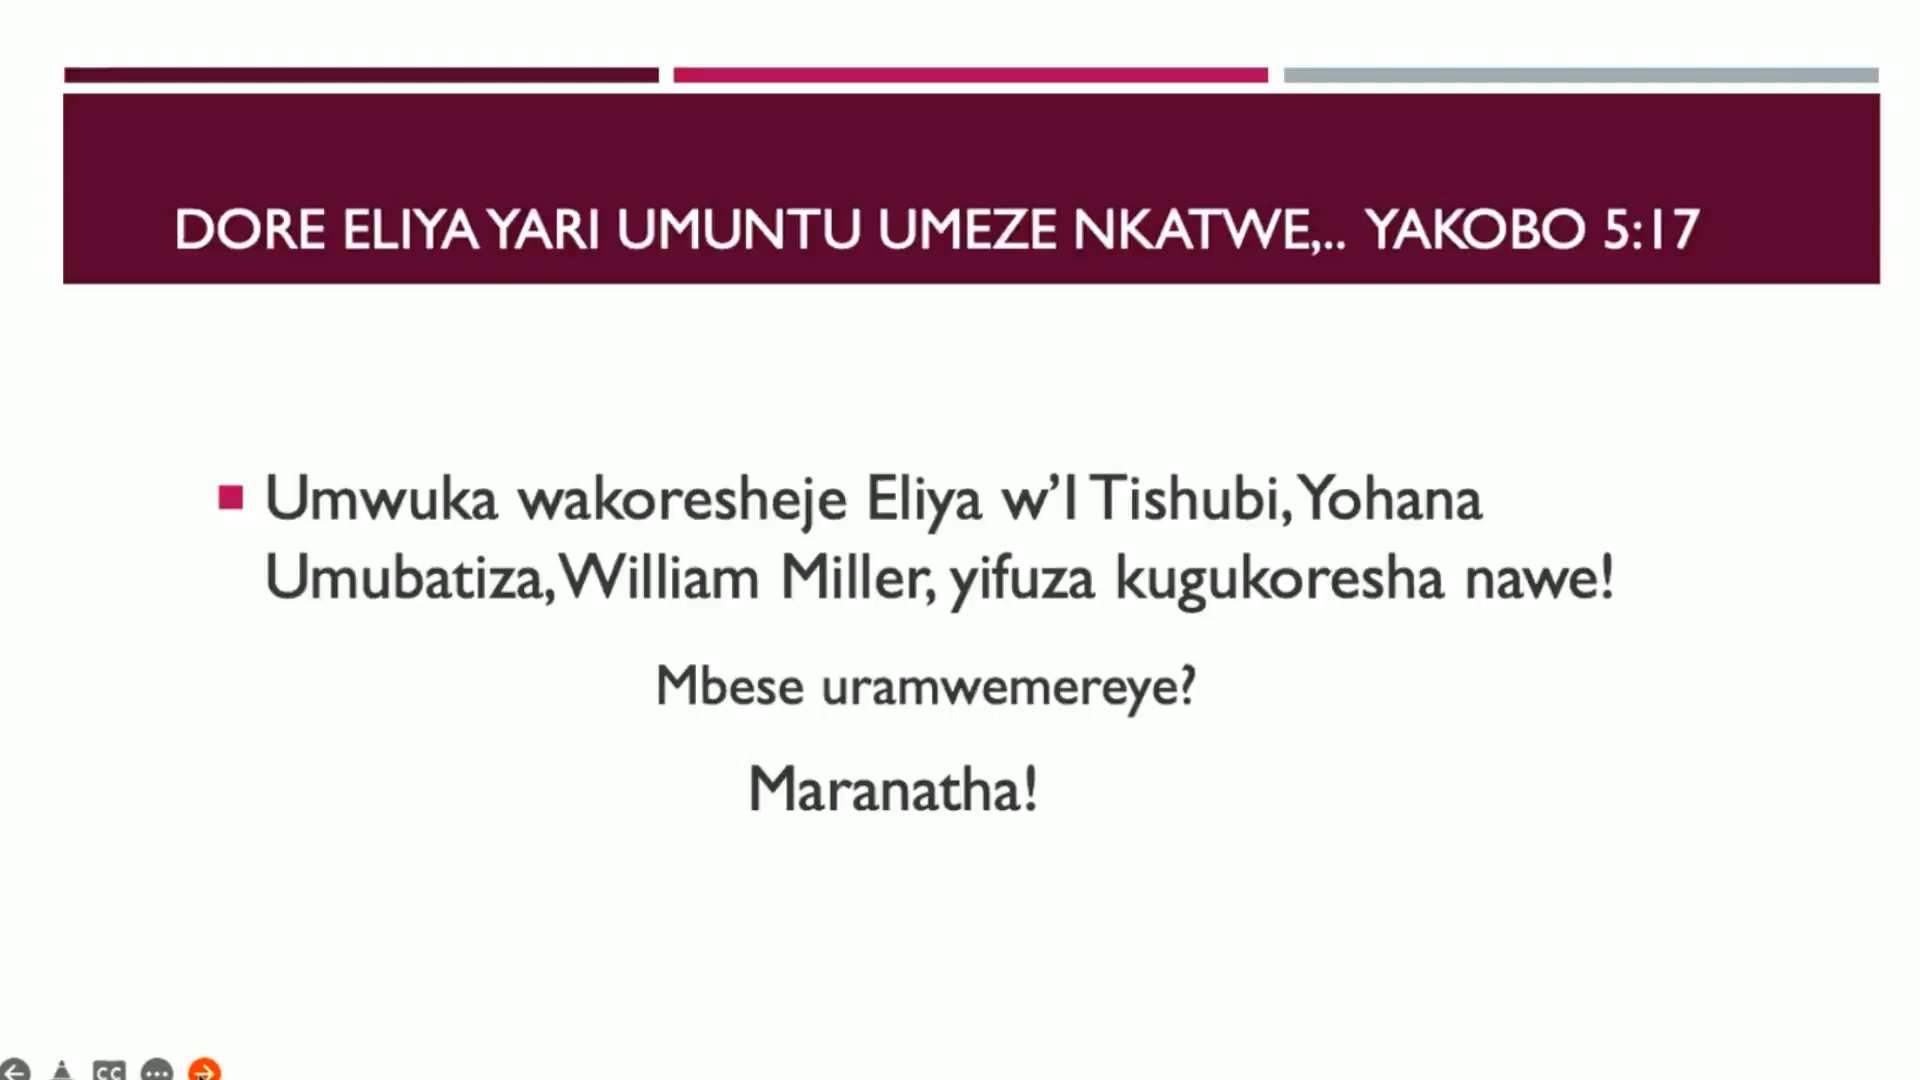 DORE ELIYA YARI UMUNTU UMEZE NKATWE,.. YAKOBO 5:17
Umwuka wakoresheje Eliya w’I Tishubi, Yohana
Umubatiza, William Miller, yifuza kugukoresha nawe!
Mbese uramwemereye?
Maranatha!
CC